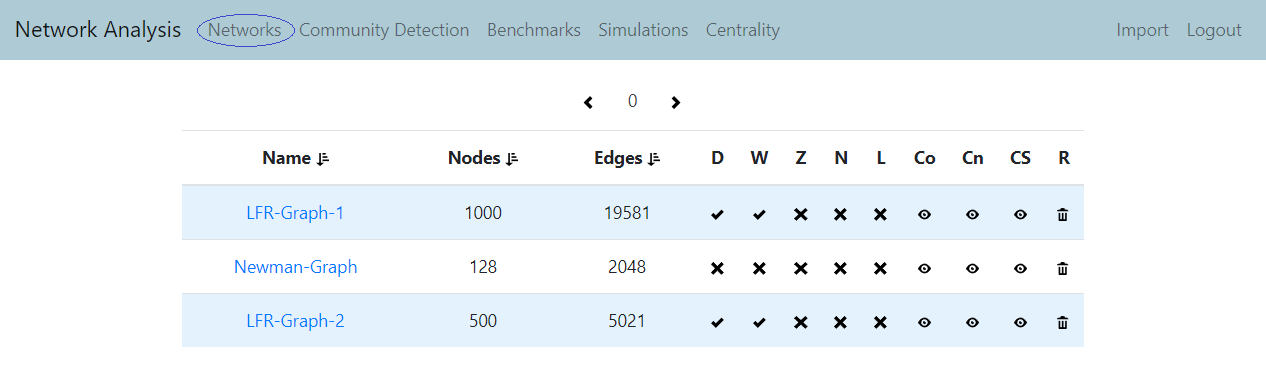 Network Analysis Networks Community Detection Benchmarks Simulations Centrality Import Logout
0
Name Nodes Edges D W Z N L Co Cn CS R
LFR-Graph-1 1000 19581
Newman-Graph 128 2048
LFR-Graph-2 500 5021